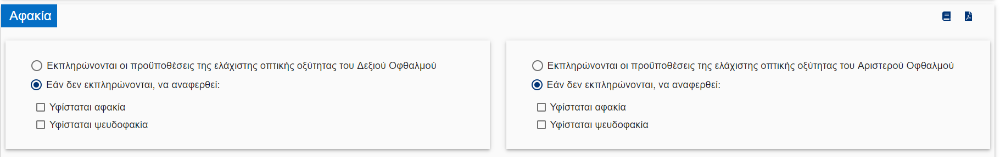 Αφακία
Εκπληρώνονται οι προϋποθέσεις της ελάχιστης οπτικής οξύτητας του Δεξιού Οφθαλμού
Εάν δεν εκπληρώνονται, να αναφερθεί:
Υφίσταται αφακία
Υφίσταται ψευδοφακία
Εκπληρώνονται οι προϋποθέσεις της ελάχιστης οπτικής οξύτητας του Αριστερού Οφθαλμού
Εάν δεν εκπληρώνονται, να αναφερθεί:
Υφίσταται αφακία
Υφίσταται ψευδοφακία